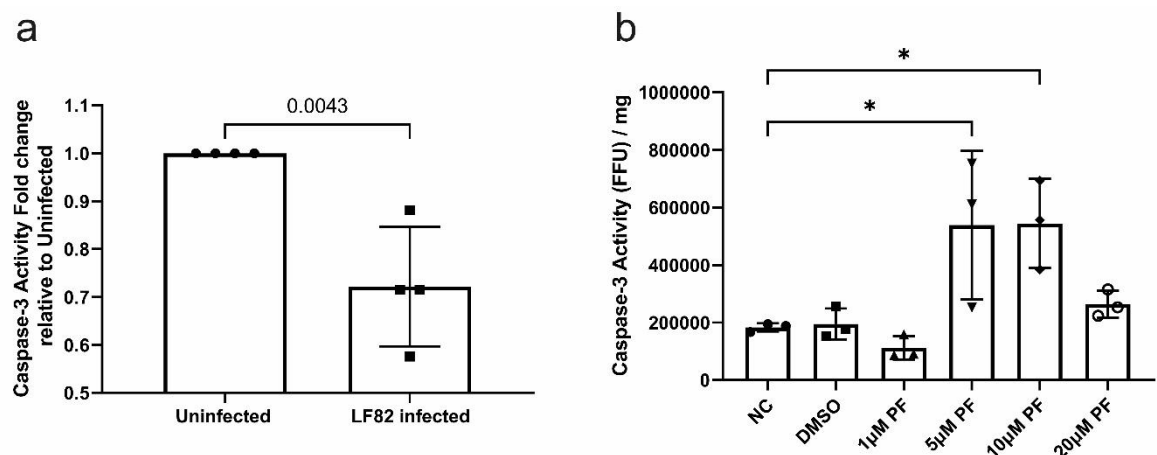 a
Caspase-3 Activity Fold change
relative to Uninfected
0.0043
1.1
1.0
0.9
0.8
0.7
0.6
0.5
Uninfected
LF82 infected
b
Caspase-3 Activity (FFU) / mg
*
*
1000000
800000
600000
400000
200000
0
NC
DMSO
1µM PF
5µM PF
10µM PF
20µM PF